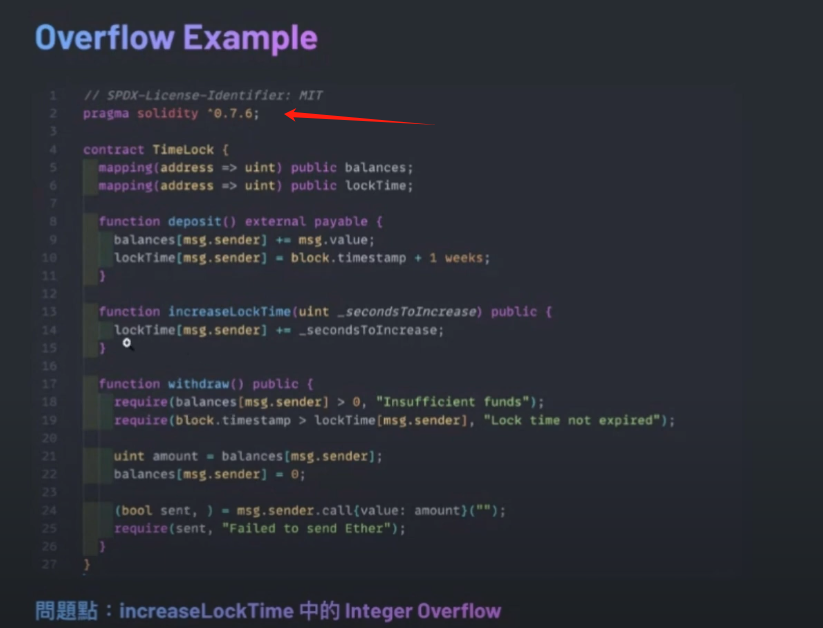 Overflow Example
1 // SPDX-License-Identifier: MIT
2 pragma solidity ^0.7.6;
3
4 contract TimeLock {
5 mapping(address => uint) public balances;
6 mapping(address => uint) public lockTime;
7
8 function deposit() external payable {
9 balances[msg.sender] += msg.value;
10 lockTime[msg.sender] = block.timestamp + 1 weeks;
11 }
12
13 function increaseLockTime(uint _secondsToIncrease) public {
14 lockTime[msg.sender] += _secondsToIncrease;
15 }
16
17 function withdraw() public {
18 require(balances[msg.sender] > 0, "Insufficient funds");
19 require(block.timestamp > lockTime[msg.sender], "Lock time not expired");
20
21 uint amount = balances[msg.sender];
22 balances[msg.sender] = 0;
23
24 (bool sent, ) = msg.sender.call{value: amount}("");
25 require(sent, "Failed to send Ether");
26 }
27 }
問題點：increaseLockTime 中的 Integer Overflow